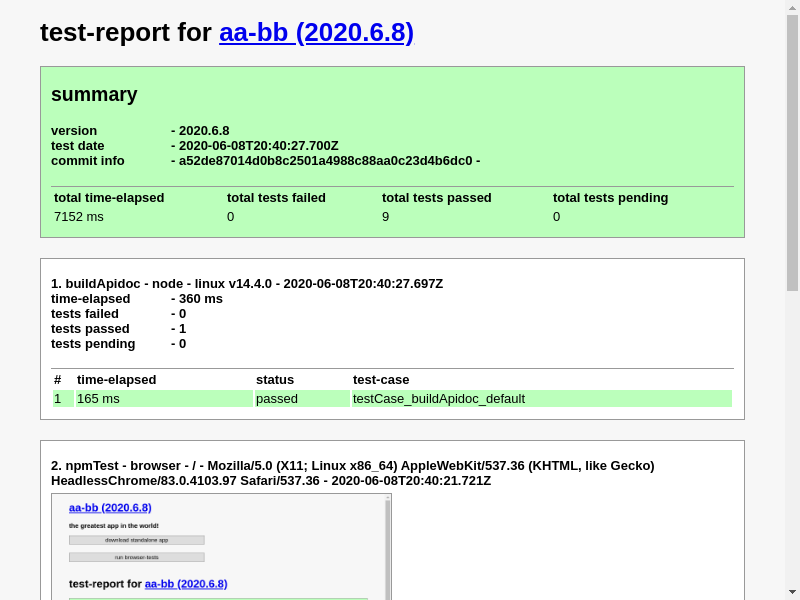 test-report for aa-bb (2020.6.8)
summary
version - 2020.6.8
test date - 2020-06-08T20:40:27.700Z
commit info - a52de87014d0b8c2501a4988c88aa0c23d4b6dc0 -
total time-elapsed total tests failed total tests passed total tests pending
7152 ms 0 9 0
1. buildApidoc - node - linux v14.4.0 - 2020-06-08T20:40:27.697Z
time-elapsed - 360 ms
tests failed - 0
tests passed - 1
tests pending - 0
# time-elapsed status test-case
1 165 ms passed testCase_buildApidoc_default
2. npmTest - browser - / - Mozilla/5.0 (X11; Linux x86_64) AppleWebKit/537.36 (KHTML, like Gecko)
HeadlessChrome/83.0.4103.97 Safari/537.36 - 2020-06-08T20:40:21.721Z
aa-bb (2020.6.8)
the greatest app in the world!
download standalone app
run browser-tests
test-report for aa-bb (2020.6.8)